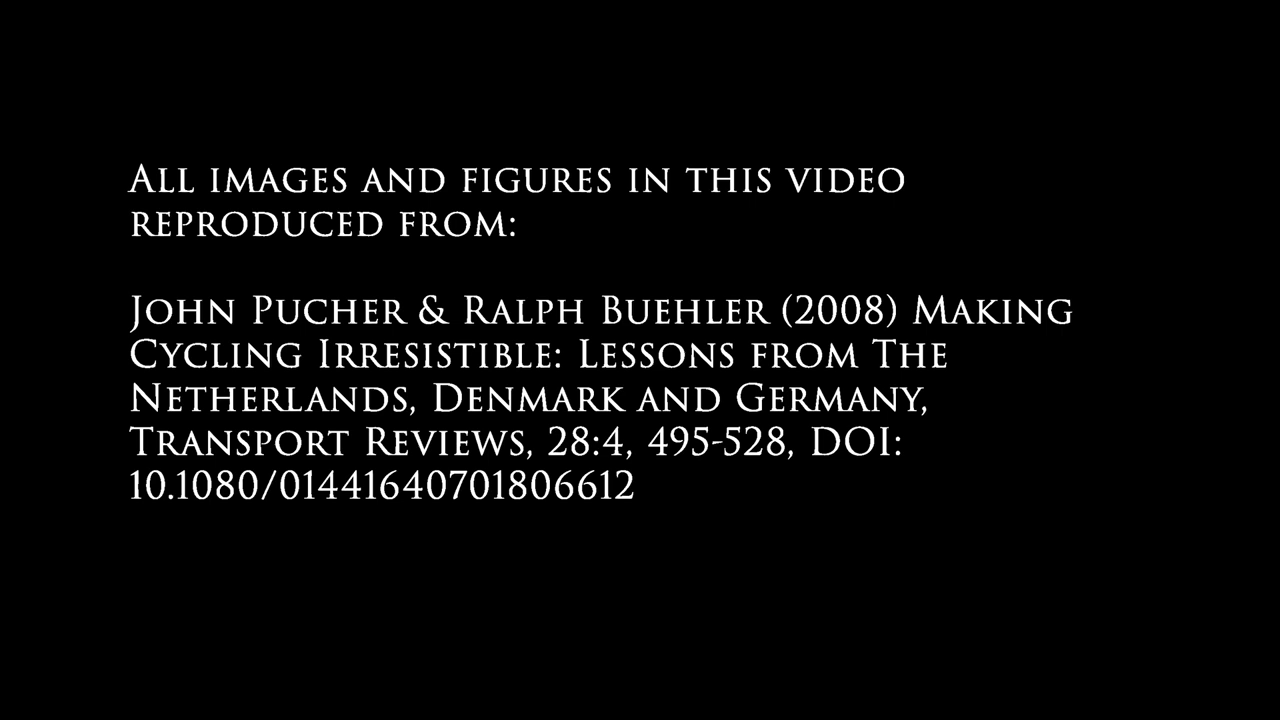 All images and figures in this video
reproduced from:
John Pucher & Ralph Buehler (2008) Making
Cycling Irresistible: Lessons from The
Netherlands, Denmark and Germany,
Transport Reviews, 28:4, 495-528, DOI:
10.1080/01441640701806612